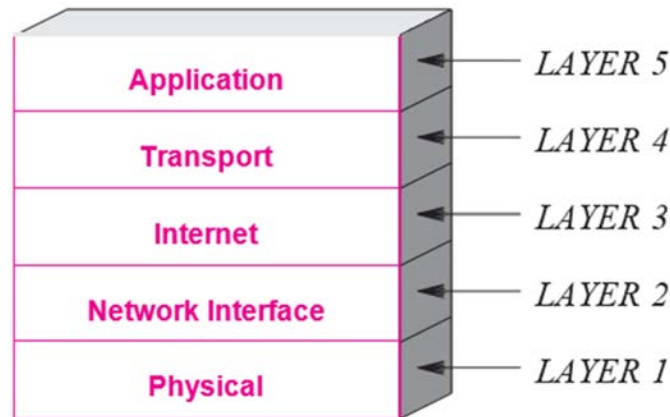 Application LAYER 5
Transport LAYER 4
Internet LAYER 3
Network Interface LAYER 2
Physical LAYER 1